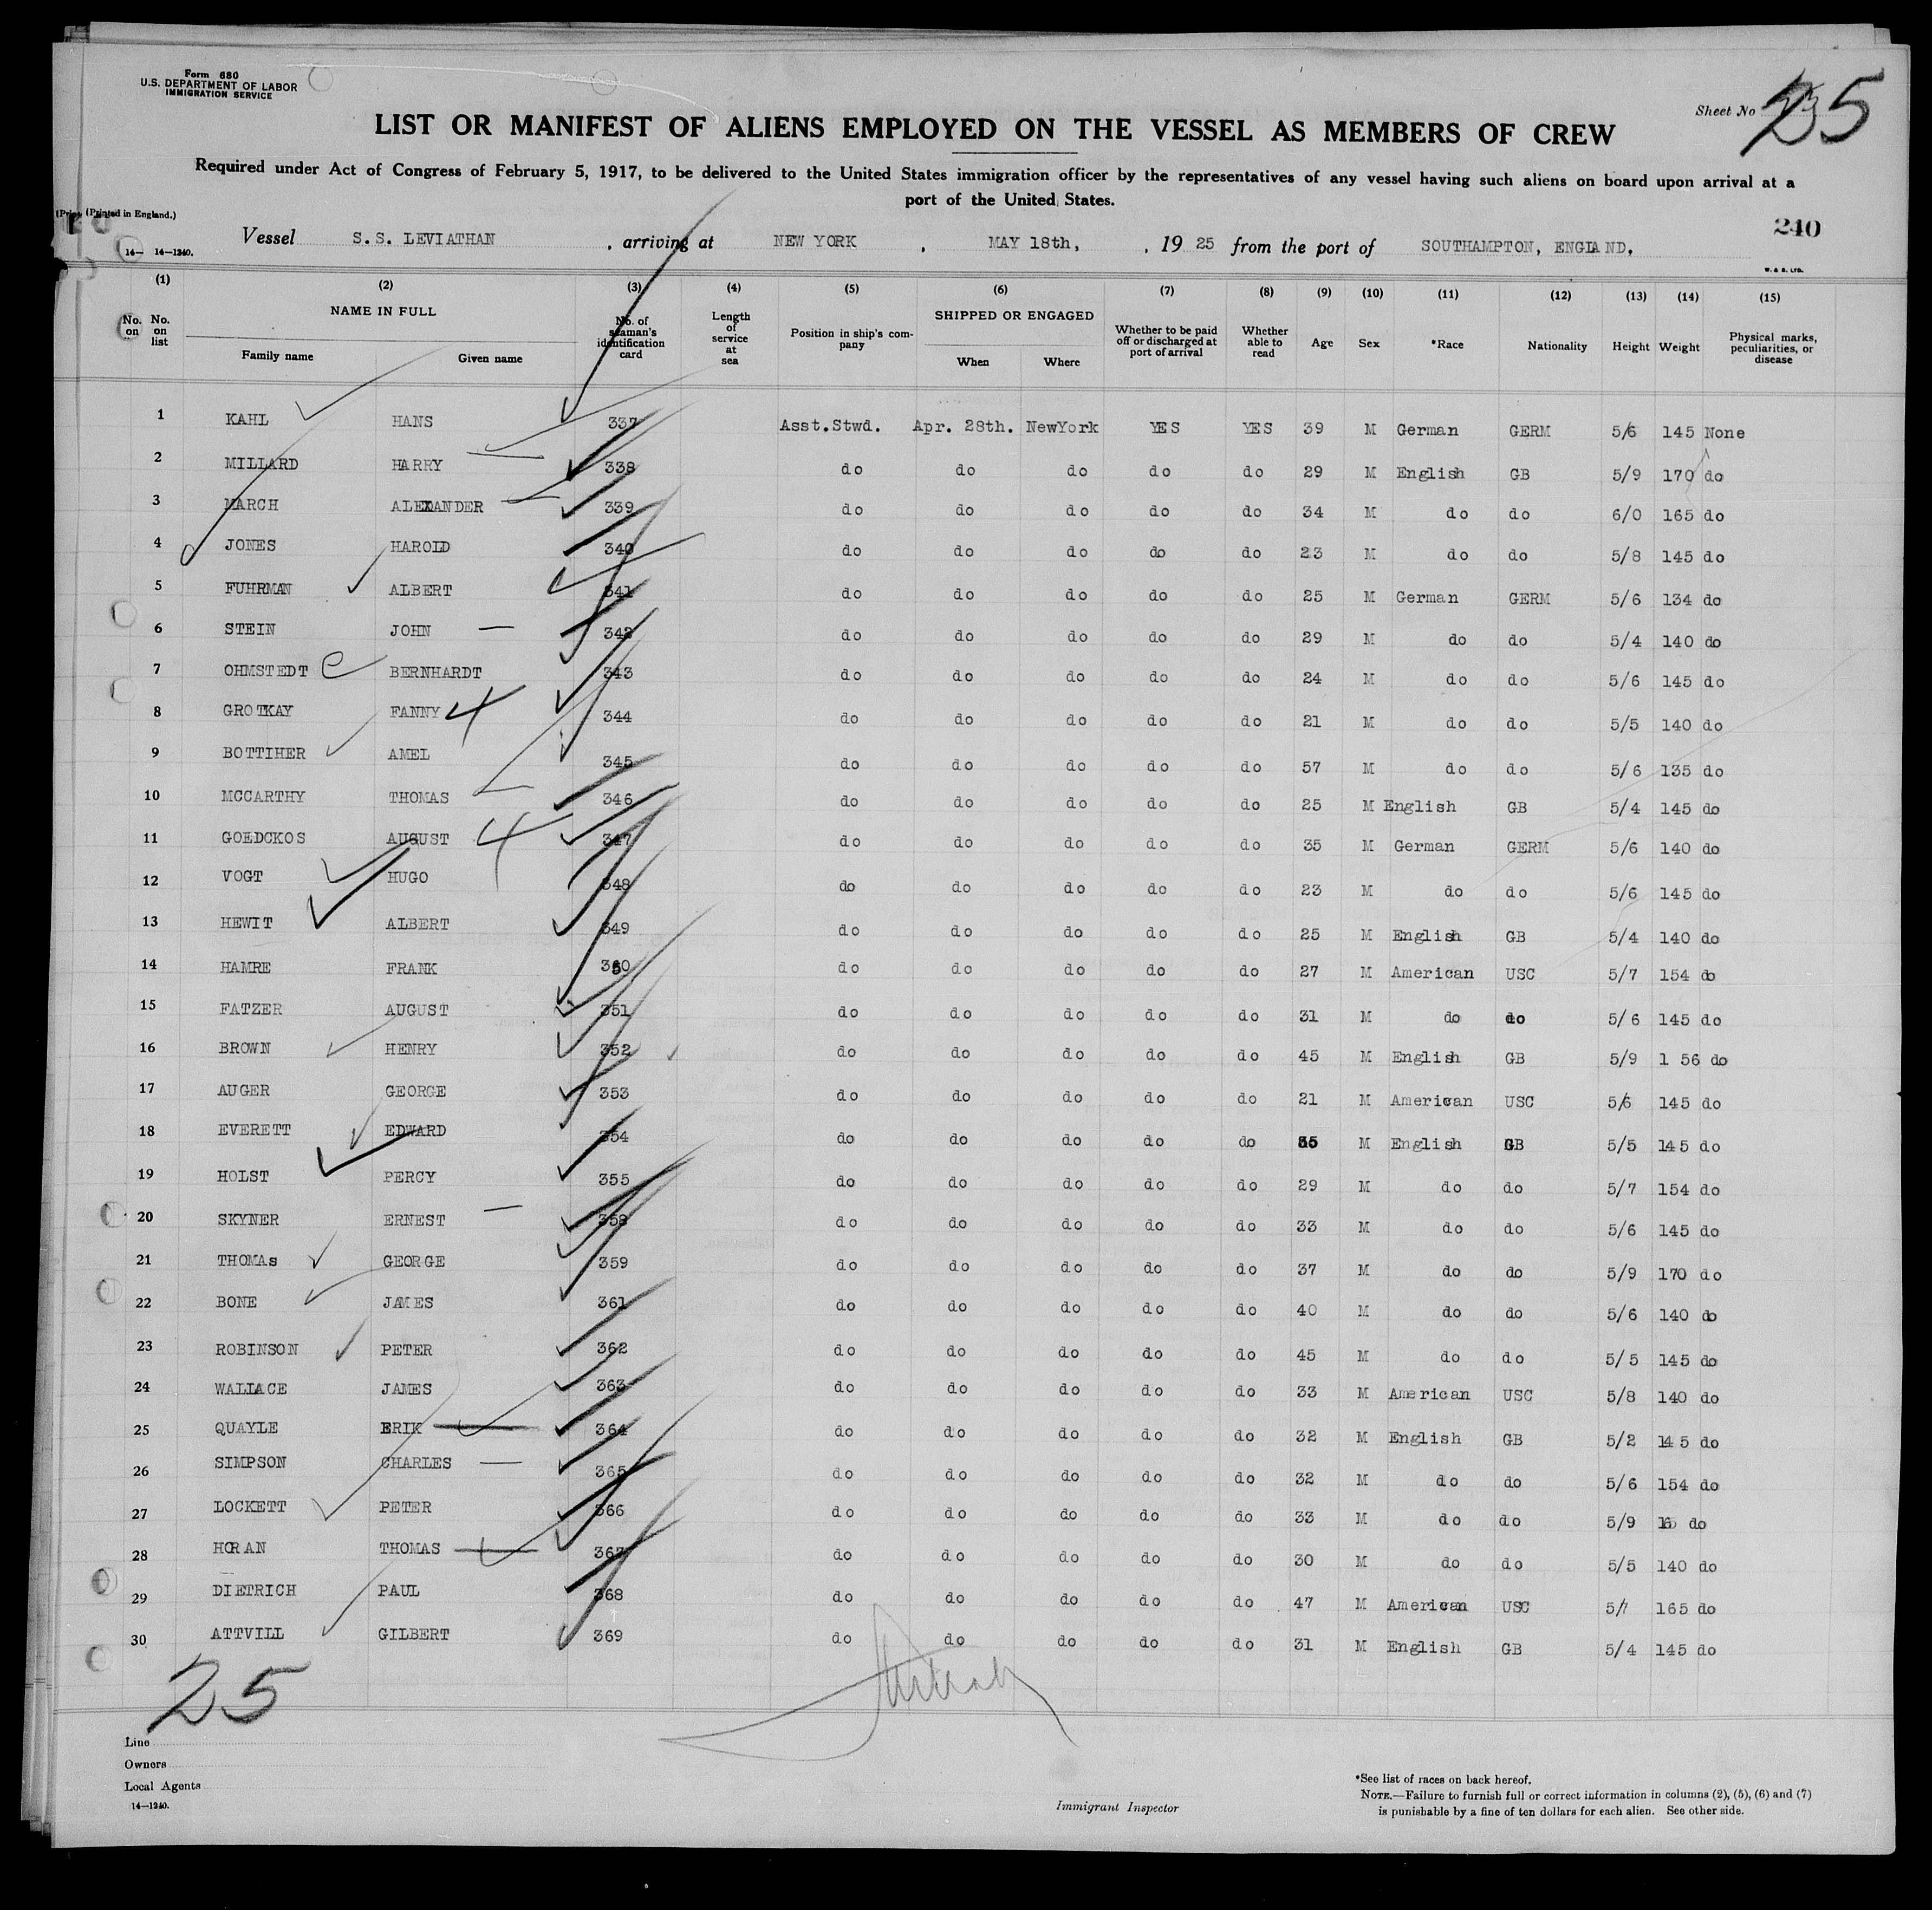 Form 680
U.S. DEPARTMENT OF LABOR
IMMIGRATION SERVICE
Sheet No 25
LIST OR MANIFEST OF ALIENS EMPLOYED ON THE VESSEL AS MEMBERS OF CREW
Required under Act of Congress of February 5, 1917, to be delivered to the United States immigration officer by the representatives of any vessel having such aliens on board upon arrival at a
port of the United States.
(Printed in England.)
240
14— 14—1240.
Vessel S.S. LEVIATHAN , arriving at NEW YORK , MAY 18th, , 19 25 from the port of SOUTHAMPTON, ENGLAND,
W. & S. LTD.
(1) (2) (3) (4) (5) (6) (7) (8) (9) (10) (11) (12) (13) (14) (15)
No. on No. on list NAME IN FULL Family name Given name No. of seaman's identification card Length of service at sea Position in ship's company SHIPPED OR ENGAGED When Where Whether to be paid off or discharged at port of arrival Whether able to read Age Sex *Race Nationality Height Weight Physical marks, peculiarities, or disease
1 KAHL HANS 337 Asst.Stwd. Apr. 28th. NewYork YES YES 39 M German GERM 5/6 145 None
2 MILLARD HARRY 338 do do do do do 29 M English GB 5/9 170 do
3 MARCH ALEXANDER 339 do do do do do 34 M do do 6/0 165 do
4 JONES HAROLD 340 do do do do do 23 M do do 5/8 145 do
5 FUHRMAN ALBERT 341 do do do do do 25 M German GERM 5/6 134 do
6 STEIN JOHN 342 do do do do do 29 M do do 5/4 140 do
7 OHMSTEDT BERNHARDT 343 do do do do do 24 M do do 5/6 145 do
8 GROTKAY FANNY 4 344 do do do do do 21 M do do 5/5 140 do
9 BOTTIHER AMEL 345 do do do do do 57 M do do 5/6 135 do
10 MCCARTHY THOMAS 346 do do do do do 25 M English GB 5/4 145 do
11 GOEDCKOS AUGUST 4 347 do do do do do 35 M German GERM 5/6 140 do
12 VOGT HUGO 348 do do do do do 23 M do do 5/6 145 do
13 HEWIT ALBERT 349 do do do do do 25 M English GB 5/4 140 do
14 HAMRE FRANK 350 do do do do do 27 M American USC 5/7 154 do
15 FATZER AUGUST 351 do do do do do 31 M do do 5/6 145 do
16 BROWN HENRY 352 do do do do do 45 M English GB 5/9 1 56 do
17 AUGER GEORGE 353 do do do do do 21 M American USC 5/6 145 do
18 EVERETT EDWARD 354 do do do do do 35 M English GB 5/5 145 do
19 HOLST PERCY 355 do do do do do 29 M do do 5/7 154 do
20 SKYNER ERNEST 358 do do do do do 33 M do do 5/6 145 do
21 THOMAs GEORGE 359 do do do do do 37 M do do 5/9 170 do
22 BONE JAMES 361 do do do do do 40 M do do 5/6 140 do
23 ROBINSON PETER 362 do do do do do 45 M do do 5/5 145 do
24 WALLACE JAMES 363 do do do do do 33 M American USC 5/8 140 do
25 QUAYLE ERIK 364 do do do do do 32 M English GB 5/2 145 do
26 SIMPSON CHARLES 365 do do do do do 32 M do do 5/6 154 do
27 LOCKETT PETER 366 do do do do do 33 M do do 5/9 do
28 HORAN THOMAS 367 do do do do do 30 M do do 5/5 140 do
29 DIETRICH PAUL 368 do do do do do 47 M American USC 5/7 165 do
30 ATTVILL GILBERT 369 do do do do do 31 M English GB 5/4 145 do
25
Line
Owners
Local Agents
14—1240.
Immigrant Inspector
*See list of races on back hereof.
NOTE.—Failure to furnish full or correct information in columns (2), (5), (6) and (7)
is punishable by a fine of ten dollars for each alien. See other side.